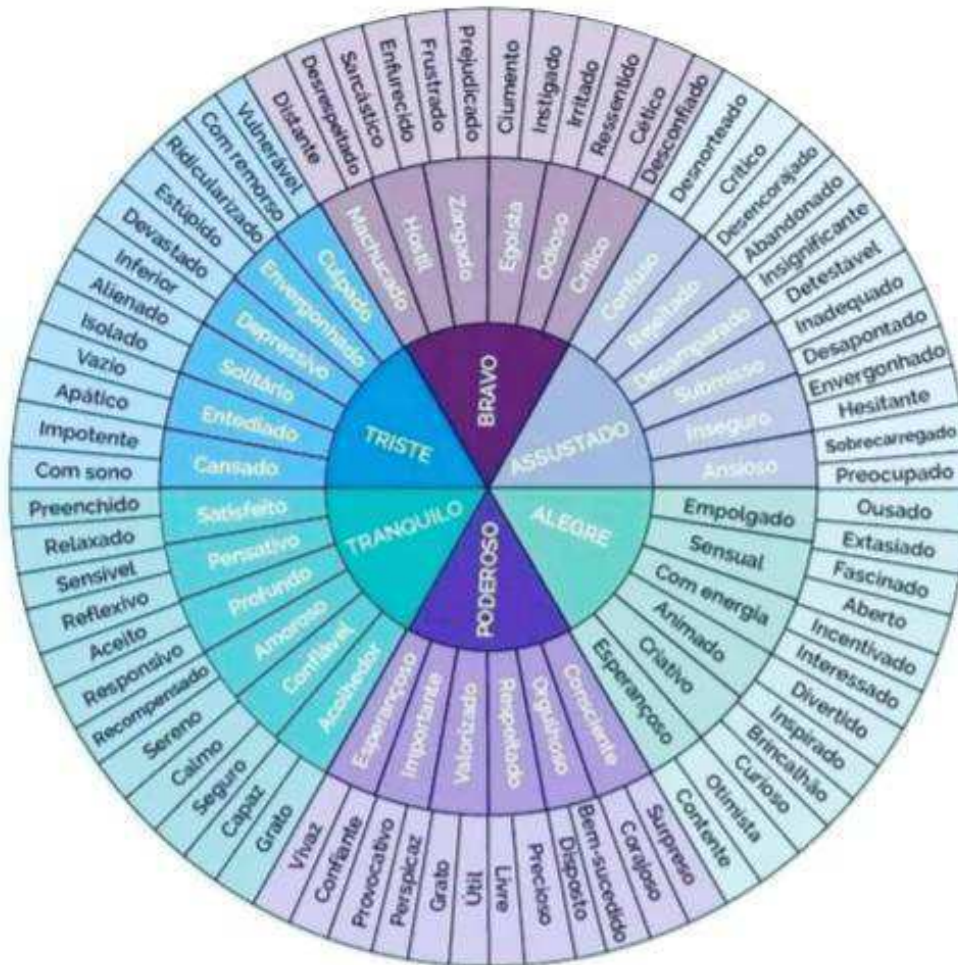 BRAVO
ASSUSTADO
ALEGRE
PODEROSO
TRANQUILO
TRISTE
Machucado
Hostil
Zangado
Egoísta
Odioso
Crítico
Confuso
Rejeitado
Desamparado
Submisso
Inseguro
Ansioso
Empolgado
Sensual
Com energia
Animado
Criativo
Esperançoso
Consciente
Orgulhoso
Respeitado
Valorizado
Importante
Esperançoso
Acolhedor
Confiável
Amoroso
Profundo
Pensativo
Satisfeito
Cansado
Entediado
Solitário
Depressivo
Envergonhado
Culpado
Distante
Desrespeitado
Sarcástico
Enfurecido
Frustrado
Prejudicado
Ciumento
Instigado
Irritado
Ressentido
Cético
Desconfiado
Desnorteado
Crítico
Desencorajado
Abandonado
Insignificante
Detestável
Inadequado
Desapontado
Envergonhado
Hesitante
Sobrecarregado
Preocupado
Ousado
Extasiado
Fascinado
Aberto
Incentivado
Interessado
Divertido
Inspirado
Brincalhão
Curioso
Otimista
Contente
Surpreso
Corajoso
Bem-sucedido
Disposto
Precioso
Livre
Útil
Grato
Perspicaz
Provocativo
Confiante
Vivaz
Grato
Capaz
Seguro
Calmo
Sereno
Recompensado
Responsivo
Aceito
Reflexivo
Sensível
Relaxado
Preenchido
Com sono
Impotente
Apático
Vazio
Isolado
Alienado
Inferior
Devastado
Estúpido
Ridicularizado
Com remorso
Vulnerável